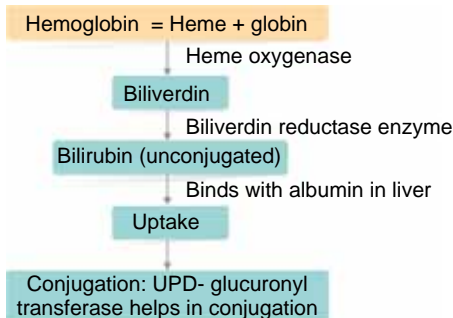 Hemoglobin = Heme + globin
Heme oxygenase
Biliverdin
Biliverdin reductase enzyme
Bilirubin (unconjugated)
Binds with albumin in liver
Uptake
Conjugation: UPD- glucuronyl
transferase helps in conjugation